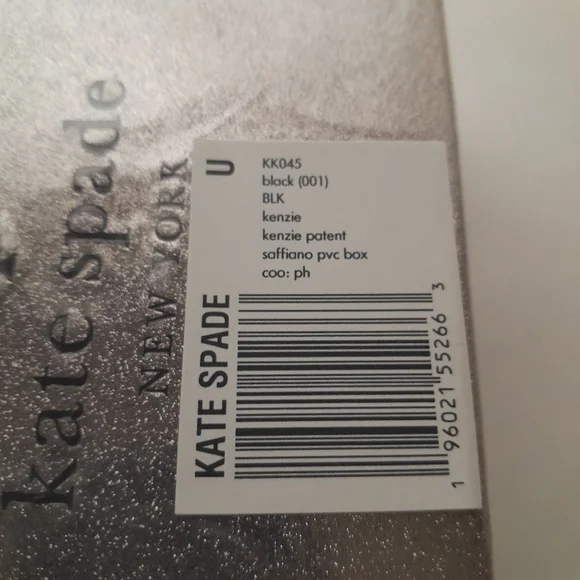 kate spade
NEW YORK
U
KK045
black (001)
BLK
kenzie
kenzie patent
saffiano pvc box
coo: ph
KATE SPADE
1 96021 55266 3